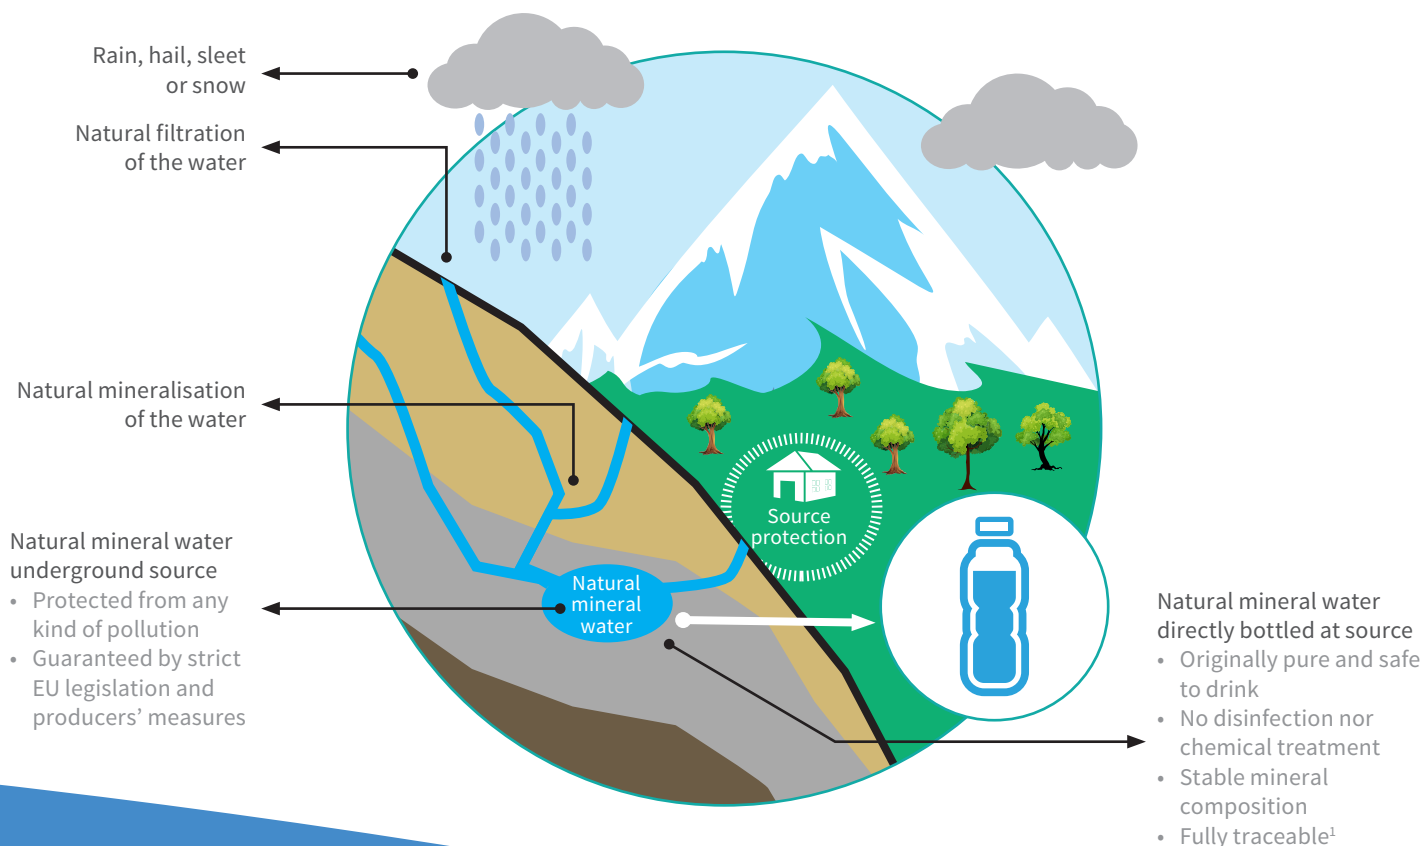 Rain, hail, sleet
or snow
Natural filtration
of the water
Natural mineralisation
of the water
Natural mineral water
underground source
• Protected from any
kind of pollution
• Guaranteed by strict
EU legislation and
producers’ measures
Source
protection
Natural
mineral
water
Natural mineral water
directly bottled at source
• Originally pure and safe
to drink
• No disinfection nor
chemical treatment
• Stable mineral
composition
• Fully traceable¹